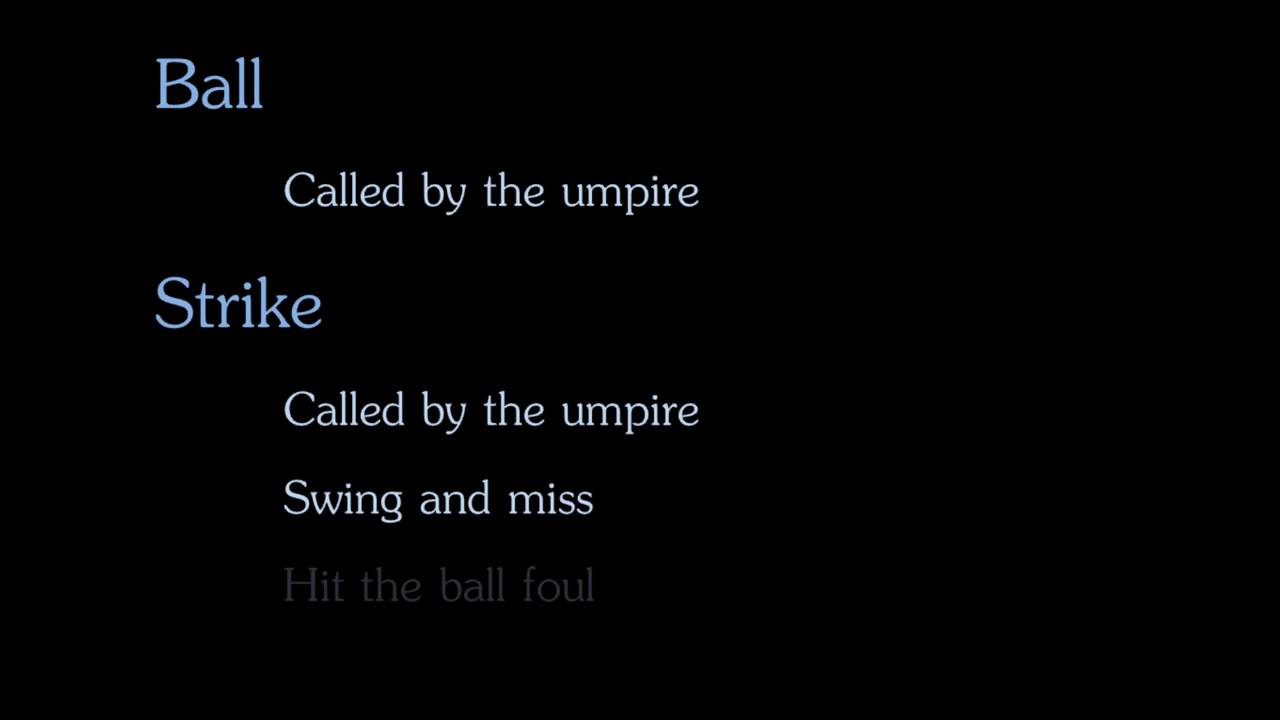 Ball
Called by the umpire
Strike
Called by the umpire
Swing and miss
Hit the ball foul